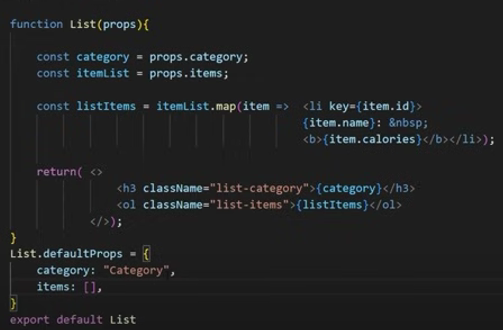 function List(props){
const category = props.category;
const itemList = props.items;
const listItems = itemList.map(item => <li key={item.id}>
{item.name}: &nbsp;
<b>{item.calories}</b></li>);
return( <>
<h3 className="list-category">{category}</h3>
<ol className="list-items">{listItems}</ol>
</>);
}
List.defaultProps = {
category: "Category",
items: [],
}
export default List